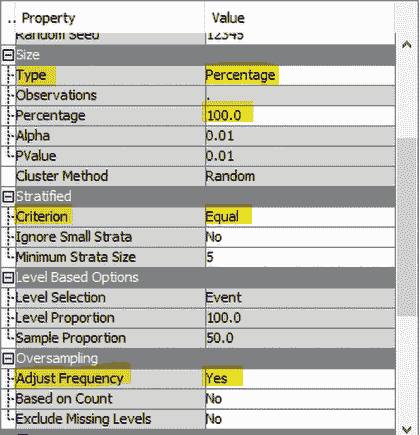 .. Property Value
Random Seed 12345
Size
Type Percentage
Observations .
Percentage 100.0
Alpha 0.01
PValue 0.01
Cluster Method Random
Stratified
Criterion Equal
Ignore Small Strata No
Minimum Strata Size 5
Level Based Options
Level Selection Event
Level Proportion 100.0
Sample Proportion 50.0
Oversampling
Adjust Frequency Yes
Based on Count No
Exclude Missing Levels No